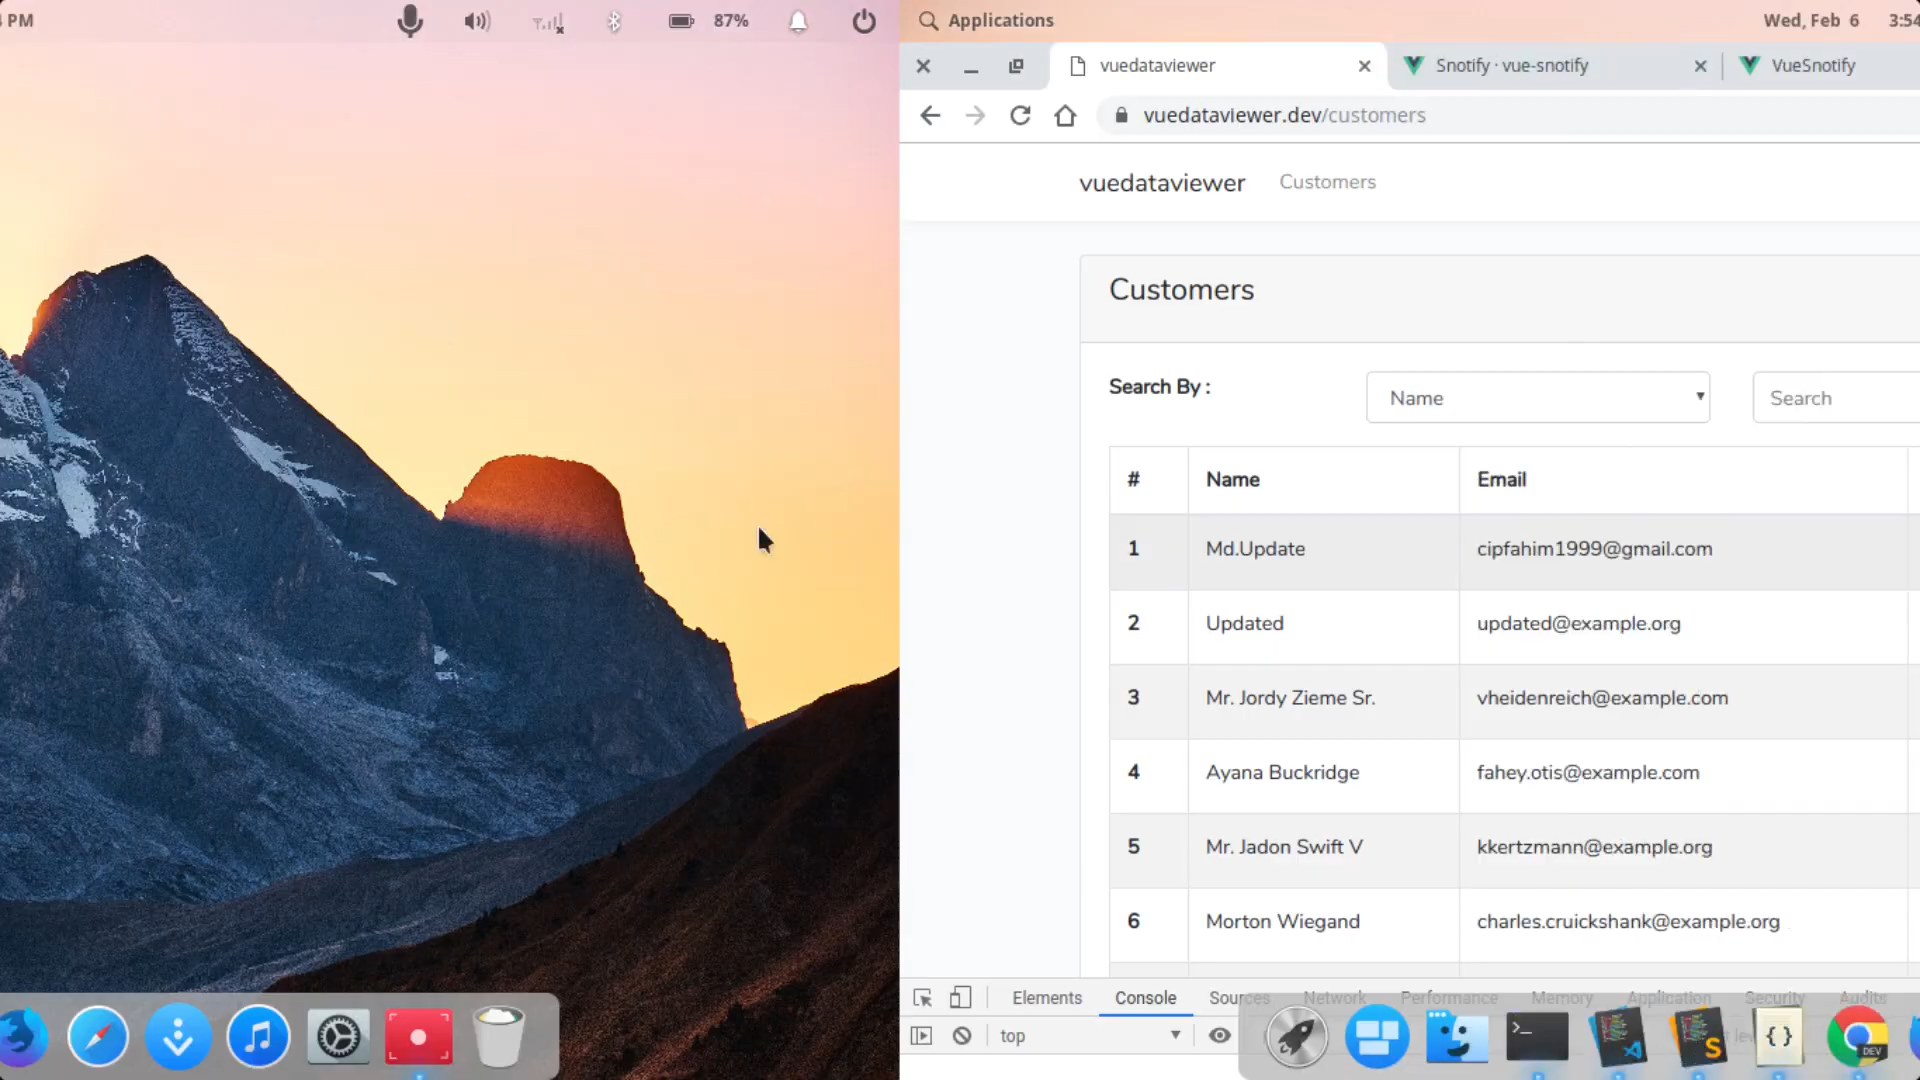 PM
87%
Applications
Wed, Feb 6 3:54
vuedataviewer
Snotify · vue-snotify
VueSnotify
vuedataviewer.dev/customers
vuedataviewer
Customers
Customers
Search By :
Name
Search
# Name Email
1 Md.Update cipfahim1999@gmail.com
2 Updated updated@example.org
3 Mr. Jordy Zieme Sr. vheidenreich@example.com
4 Ayana Buckridge fahey.otis@example.com
5 Mr. Jadon Swift V kkertzmann@example.org
6 Morton Wiegand charles.cruickshank@example.org
Elements Console Sources Network Performance Memory Application Security Audits
top
>_
S
{ }
DEV